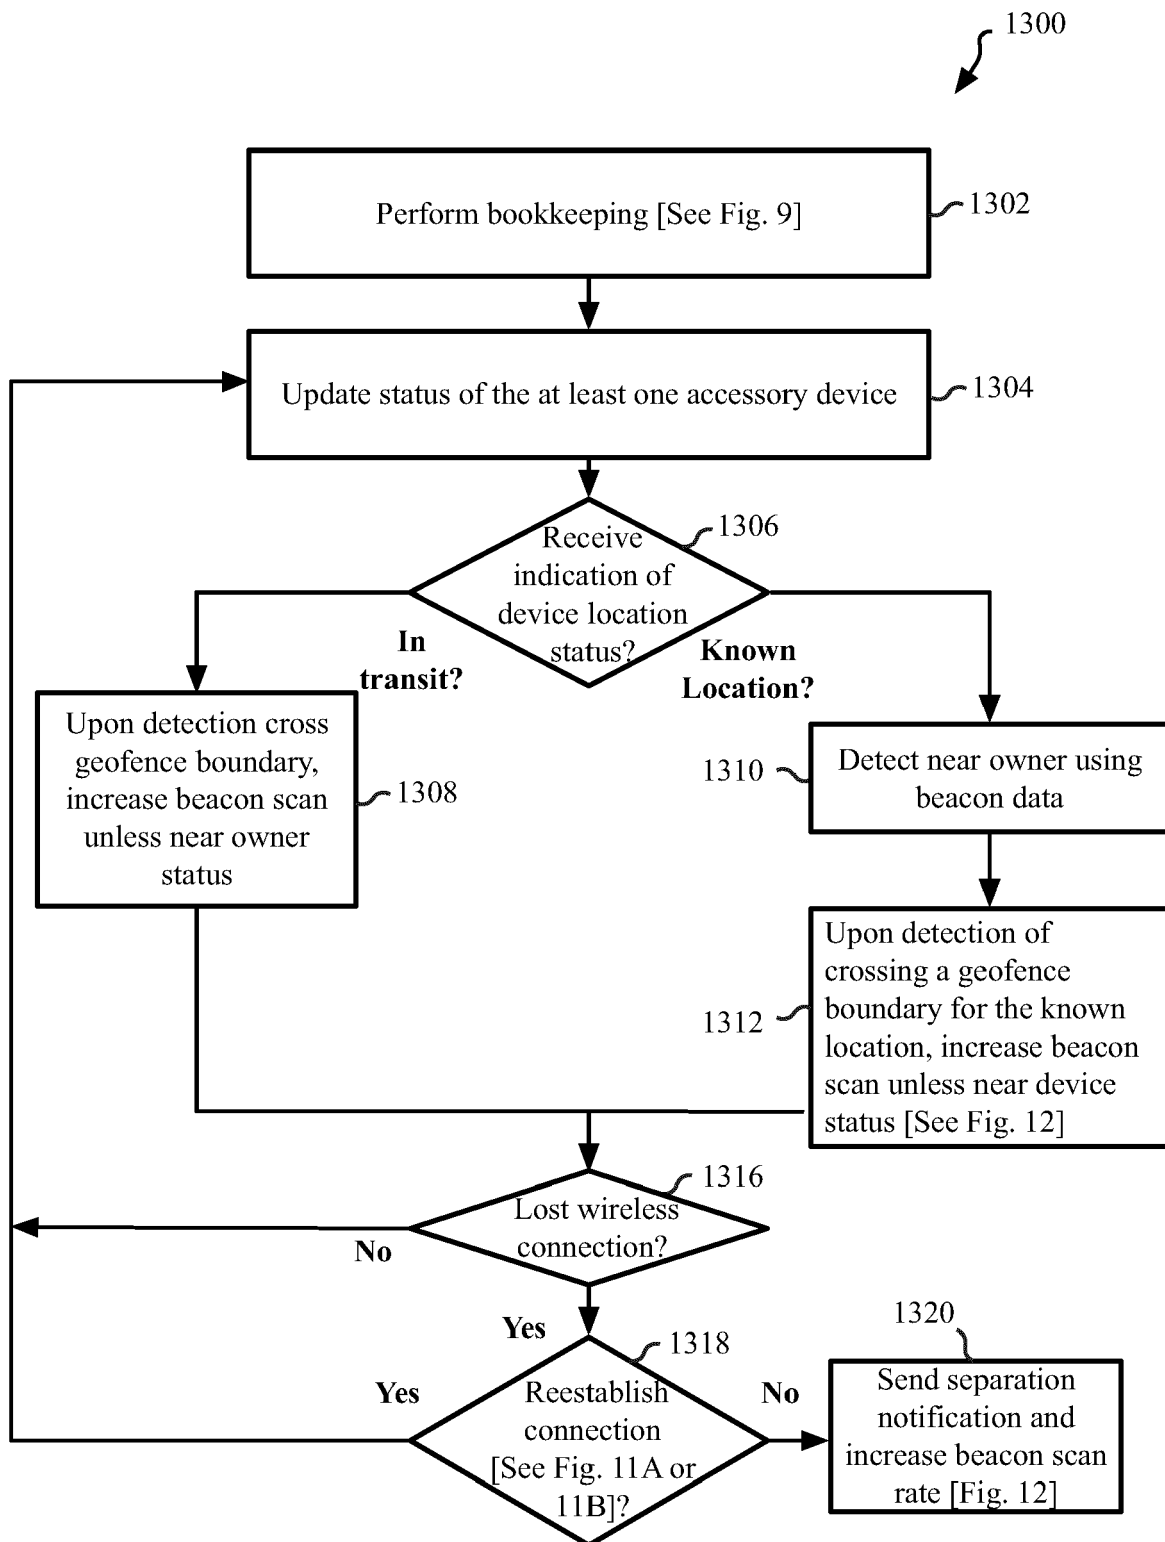 1300
Perform bookkeeping [See Fig. 9]
1302
Update status of the at least one accessory device
1304
1306
Receive
indication of
device location
status?
In
transit?
Known
Location?
Upon detection cross
geofence boundary,
increase beacon scan
unless near owner
status
1308
1310
Detect near owner using
beacon data
1312
Upon detection of
crossing a geofence
boundary for the known
location, increase beacon
scan unless near device
status [See Fig. 12]
1316
Lost wireless
connection?
No
Yes
1318
Yes
Reestablish
connection
[See Fig. 11A or
11B]?
No
1320
Send separation
notification and
increase beacon scan
rate [Fig. 12]